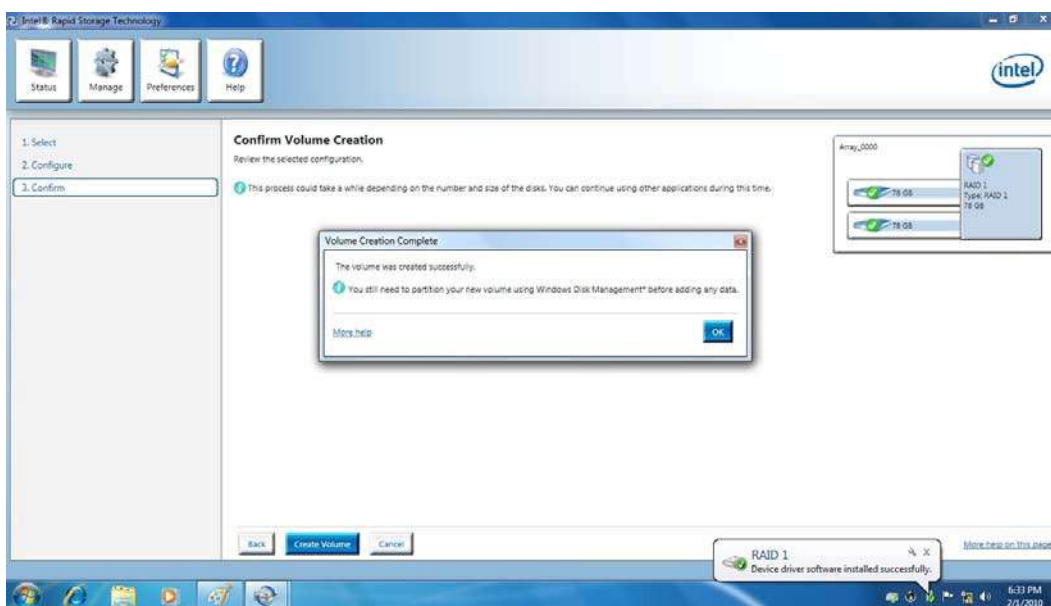 Intel® Rapid Storage Technology
Status
Manage
Preferences
Help
intel
1. Select
2. Configure
3. Confirm
Confirm Volume Creation
Review the selected configuration.
This process could take a while depending on the number and size of the disks. You can continue using other applications during this time.
Array_0000
78 GB
78 GB
RAID 1
Type: RAID 1
78 GB
Volume Creation Complete
The volume was created successfully.
You still need to partition your new volume using Windows Disk Management* before adding any data.
More help
OK
Back
Create Volume
Cancel
More help on this page
RAID 1
Device driver software installed successfully.
6:33 PM
2/1/2010